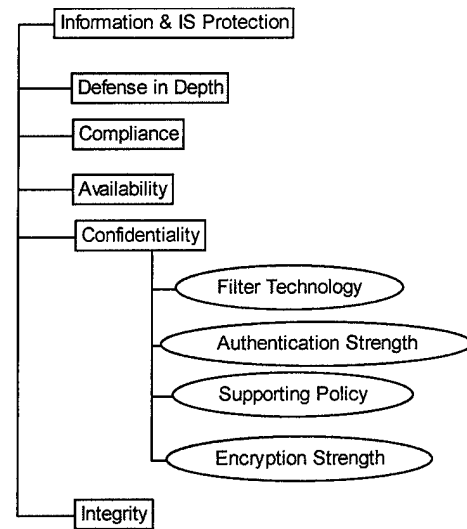 Information & IS Protection
Defense in Depth
Compliance
Availability
Confidentiality
Filter Technology
Authentication Strength
Supporting Policy
Encryption Strength
Integrity